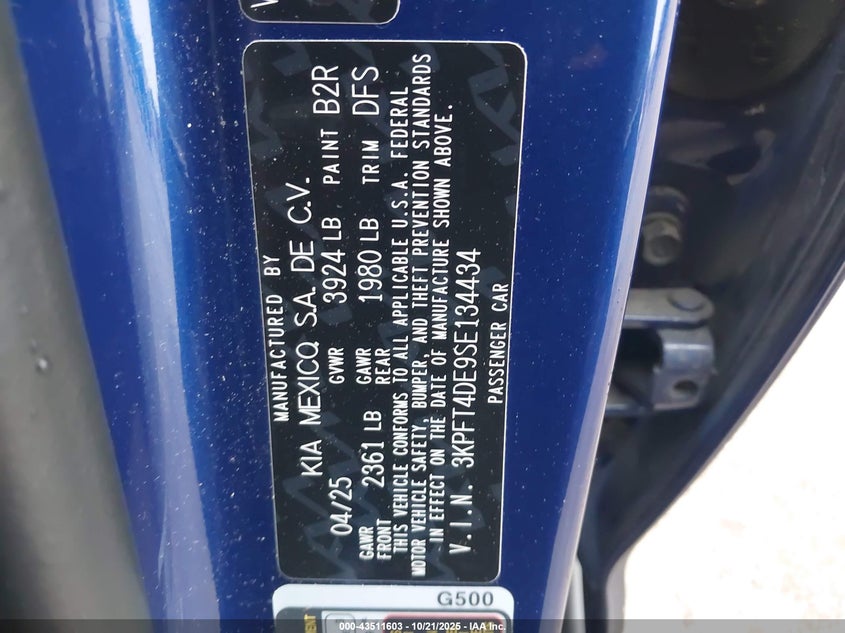 MANUFACTURED BY
KIA MEXICO, S.A. DE C.V.
04/25 GVWR 3924 LB PAINT B2R
GAWR FRONT 2361 LB GAWR REAR 1980 LB TRIM DFS
THIS VEHICLE CONFORMS TO ALL APPLICABLE U.S.A. FEDERAL
MOTOR VEHICLE SAFETY, BUMPER, AND THEFT PREVENTION STANDARDS
IN EFFECT ON THE DATE OF MANUFACTURE SHOWN ABOVE.
V.I.N. 3KPFT4DE9SE134434
PASSENGER CAR
G500
000-43511603 - 10/21/2025 - IAA Inc.